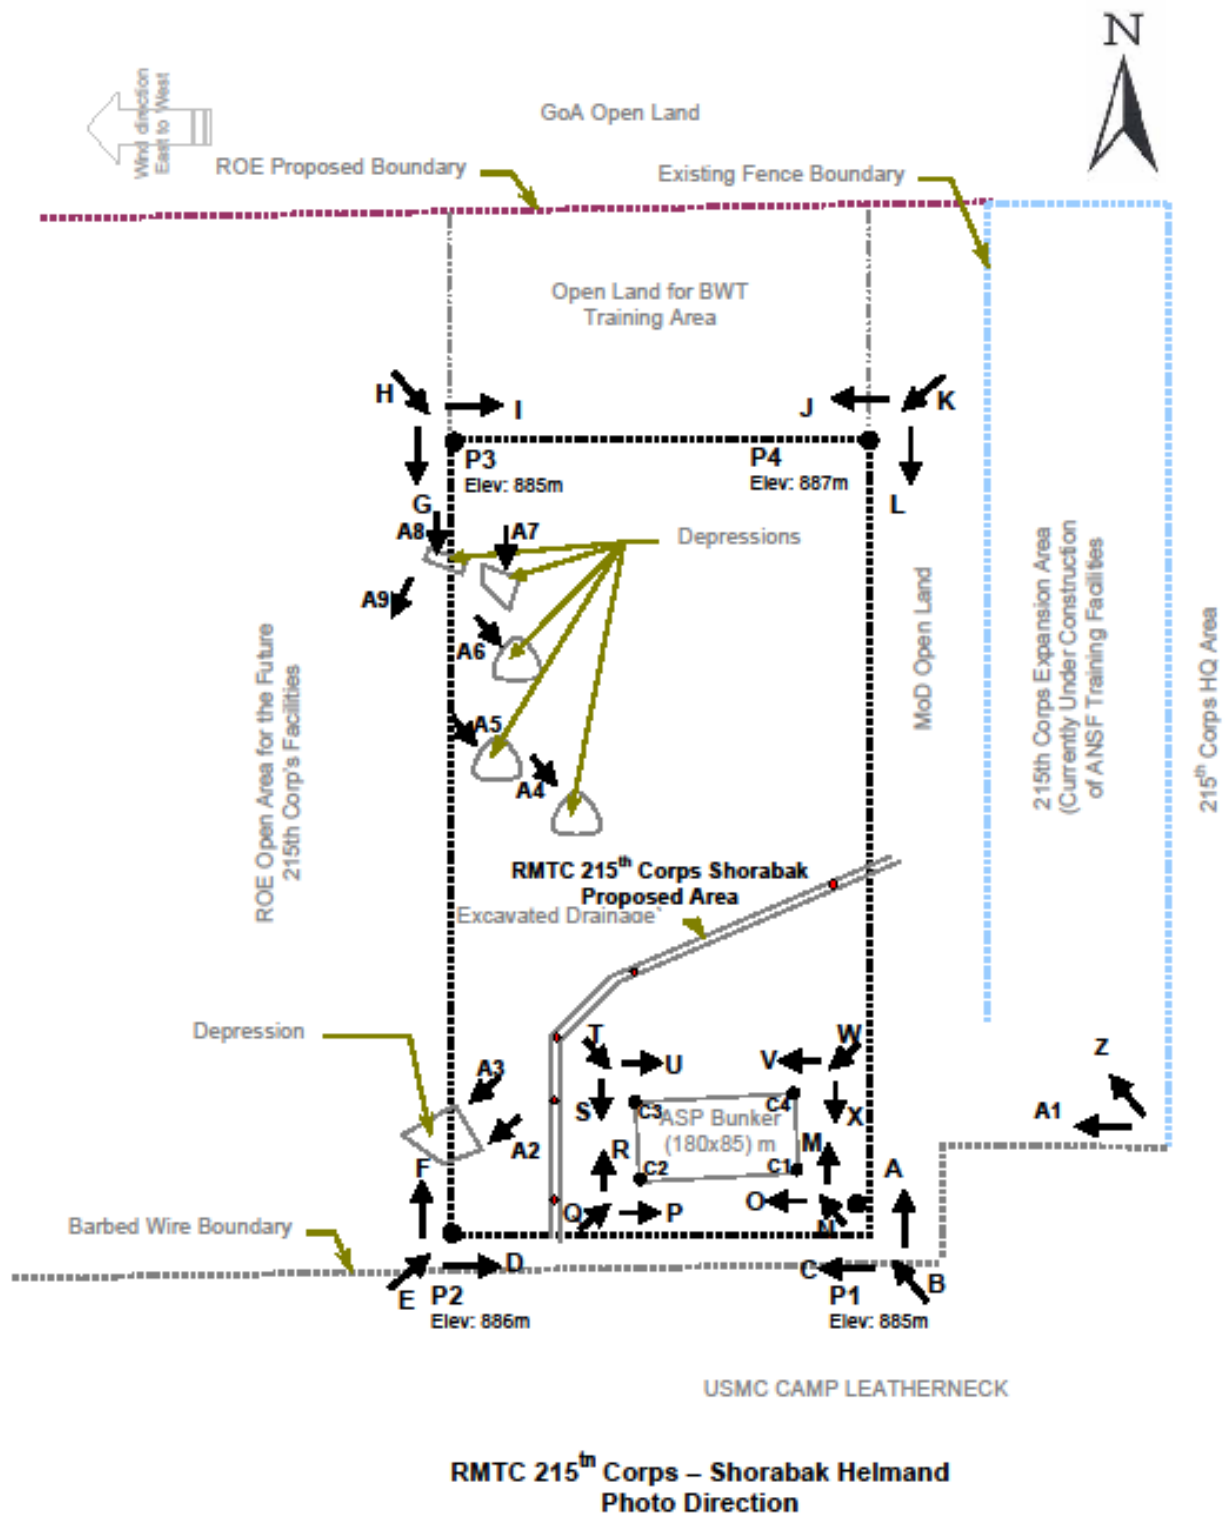 N
Wind direction
East to West
GoA Open Land
ROE Proposed Boundary
Existing Fence Boundary
Open Land for BWT
Training Area
H
I
J
K
P3
Elev: 885m
P4
Elev: 887m
G
L
A8
A7
Depressions
A9
A6
A5
A4
MoD Open Land
215th Corps Expansion Area
(Currently Under Construction
of ANSF Training Facilities
215th Corps HQ Area
ROE Open Area for the Future
215th Corp's Facilities
RMTC 215th Corps Shorabak
Proposed Area
Excavated Drainage`
Depression
T
U
V
W
Z
A3
S
C3
C4
X
A1
ASP Bunker
(180x85) m
A2
R
M
F
C2
C1
A
Q
P
O
N
Barbed Wire Boundary
D
C
E
B
P2
Elev: 886m
P1
Elev: 885m
USMC CAMP LEATHERNECK
RMTC 215tn Corps – Shorabak Helmand
Photo Direction